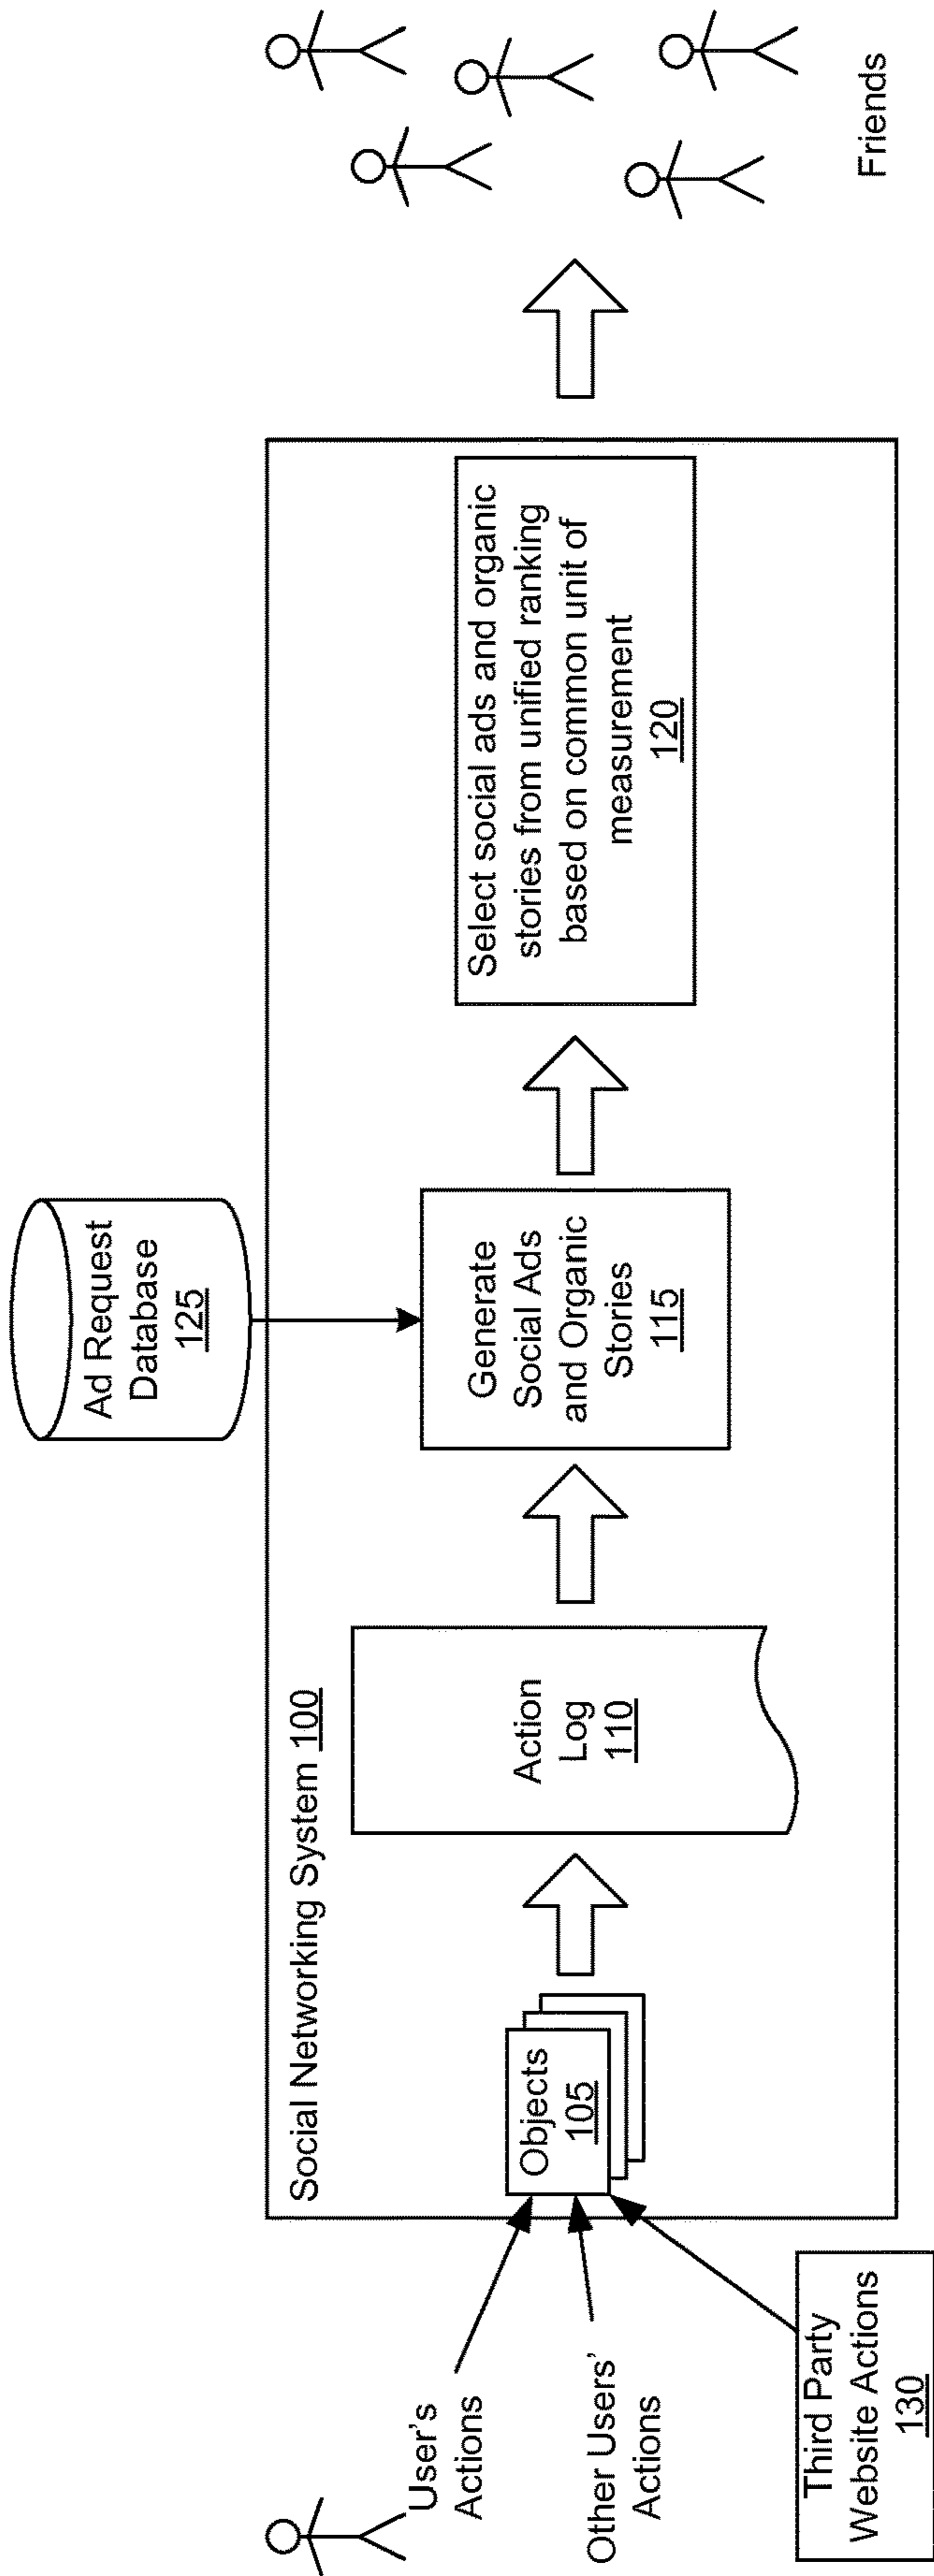 User's
Actions
Other Users'
Actions
Third Party
Website Actions
130
Social Networking System 100
Objects
105
Action
Log
110
Ad Request
Database
125
Generate
Social Ads
and Organic
Stories
115
Select social ads and organic
stories from unified ranking
based on common unit of
measurement
120
Friends